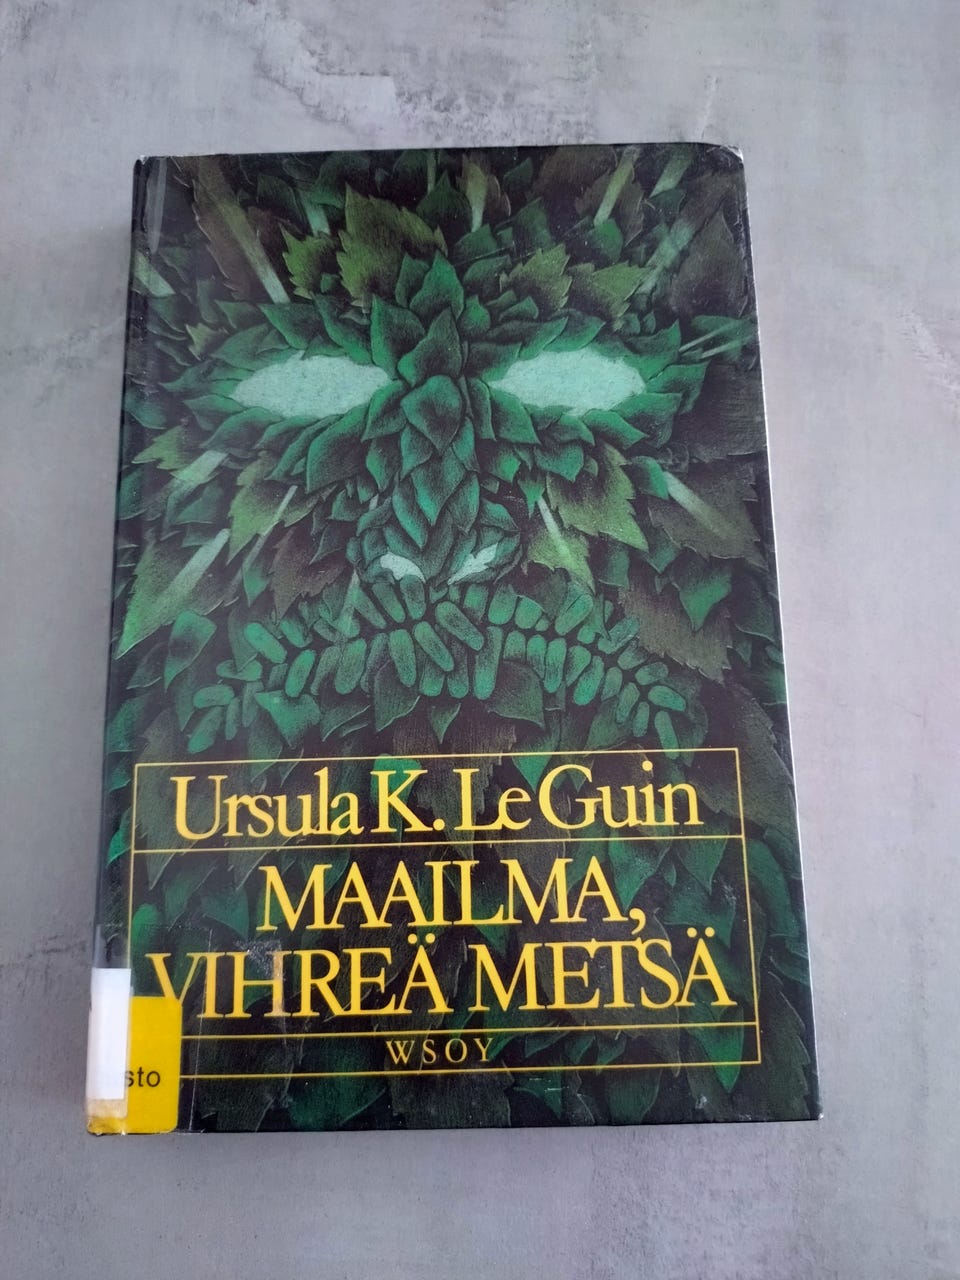 Ursula K. Le Guin
MAAILMA,
VIHREÄ METSÄ
WSOY